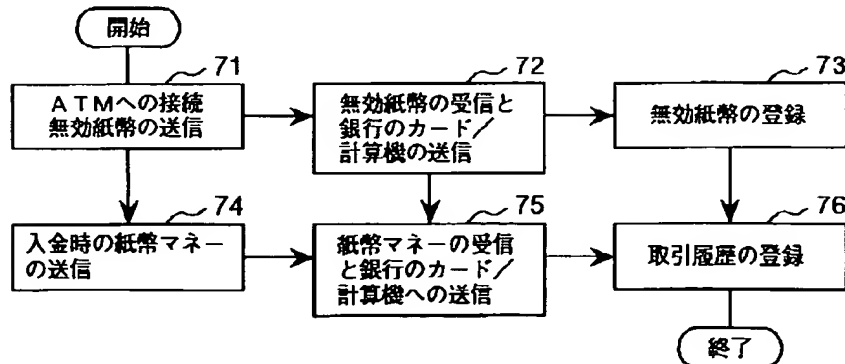 開始
71
ATMへの接続
無効紙幣の送信
72
無効紙幣の受信と
銀行のカード/
計算機の送信
73
無効紙幣の登録
74
入金時の紙幣マネー
の送信
75
紙幣マネーの受信
と銀行のカード/
計算機への送信
76
取引履歴の登録
終了